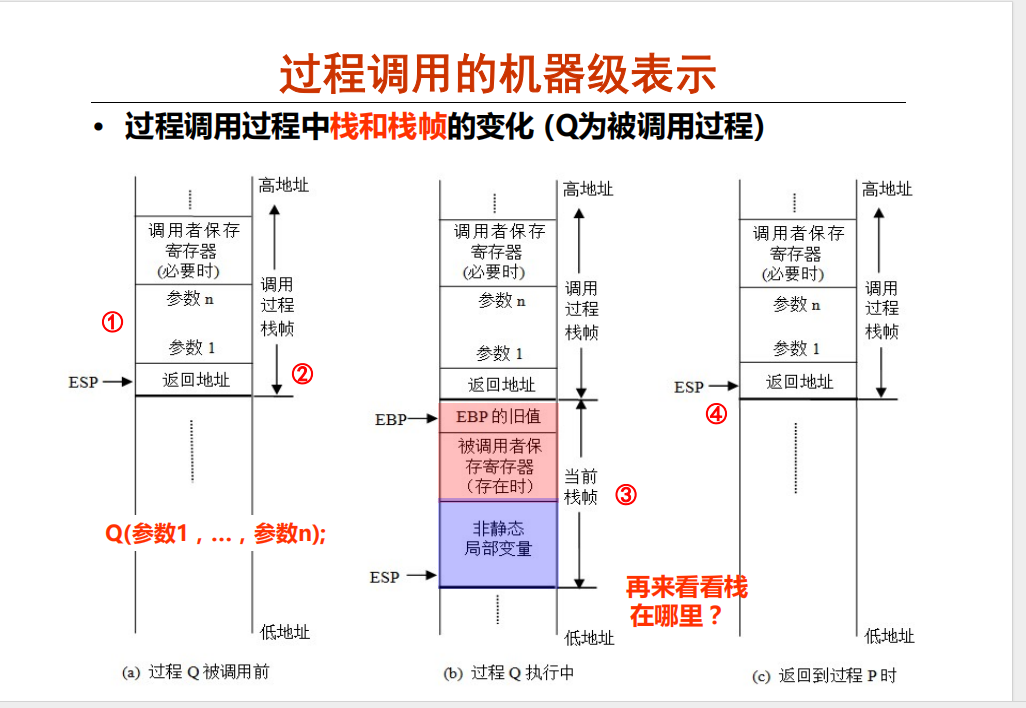 过程调用的机器级表示
• 过程调用过程中栈和栈帧的变化 (Q为被调用过程)
高地址
调用者保存
寄存器
(必要时)
参数 n
调用
过程
栈帧
①
参数 1
ESP
返回地址
②
Q(参数1，…，参数n);
低地址
(a) 过程 Q 被调用前
高地址
调用者保存
寄存器
(必要时)
参数 n
调用
过程
栈帧
参数 1
返回地址
EBP
EBP 的旧值
被调用者保
存寄存器
（存在时）
当前
栈帧
③
非静态
局部变量
ESP
低地址
(b) 过程 Q 执行中
高地址
调用者保存
寄存器
(必要时)
参数 n
调用
过程
栈帧
参数 1
ESP
返回地址
④
再来看看栈
在哪里？
低地址
(c) 返回到过程 P 时